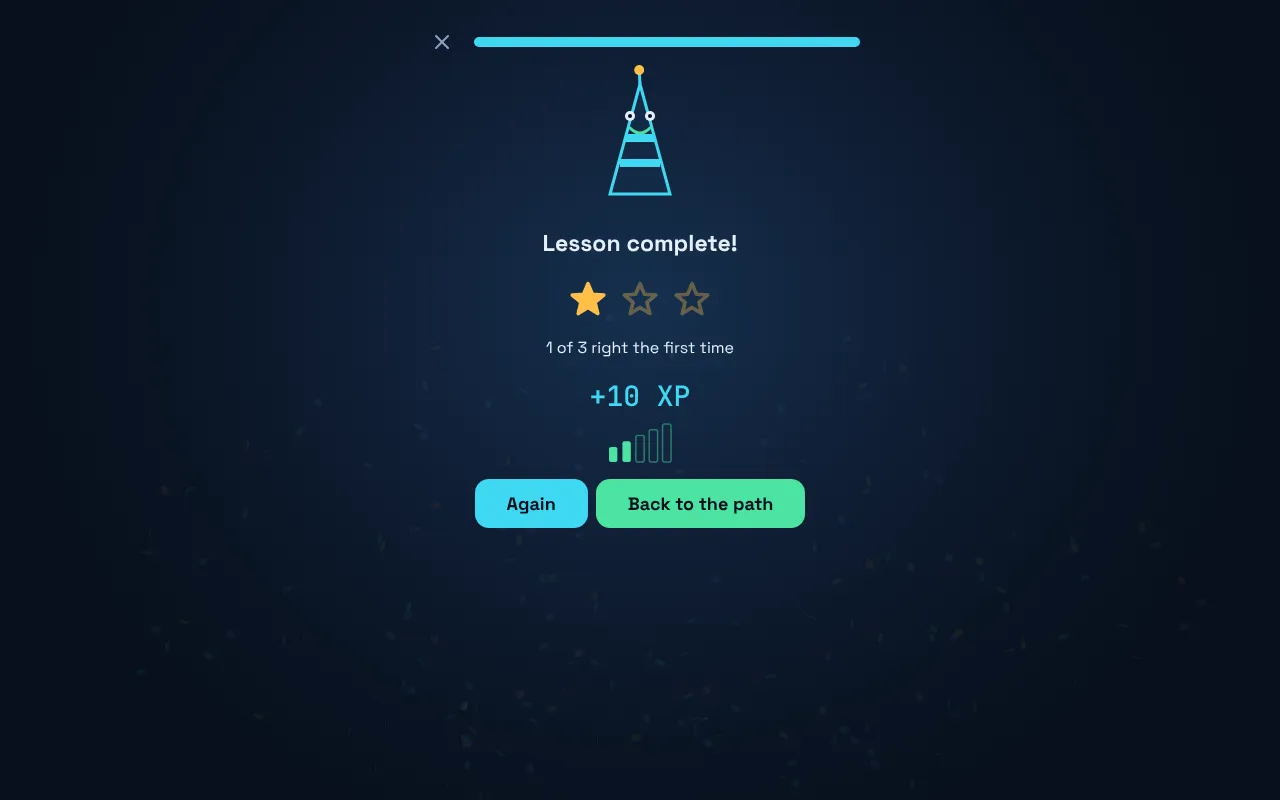 Lesson complete!
1 of 3 right the first time
+10 XP
Again
Back to the path